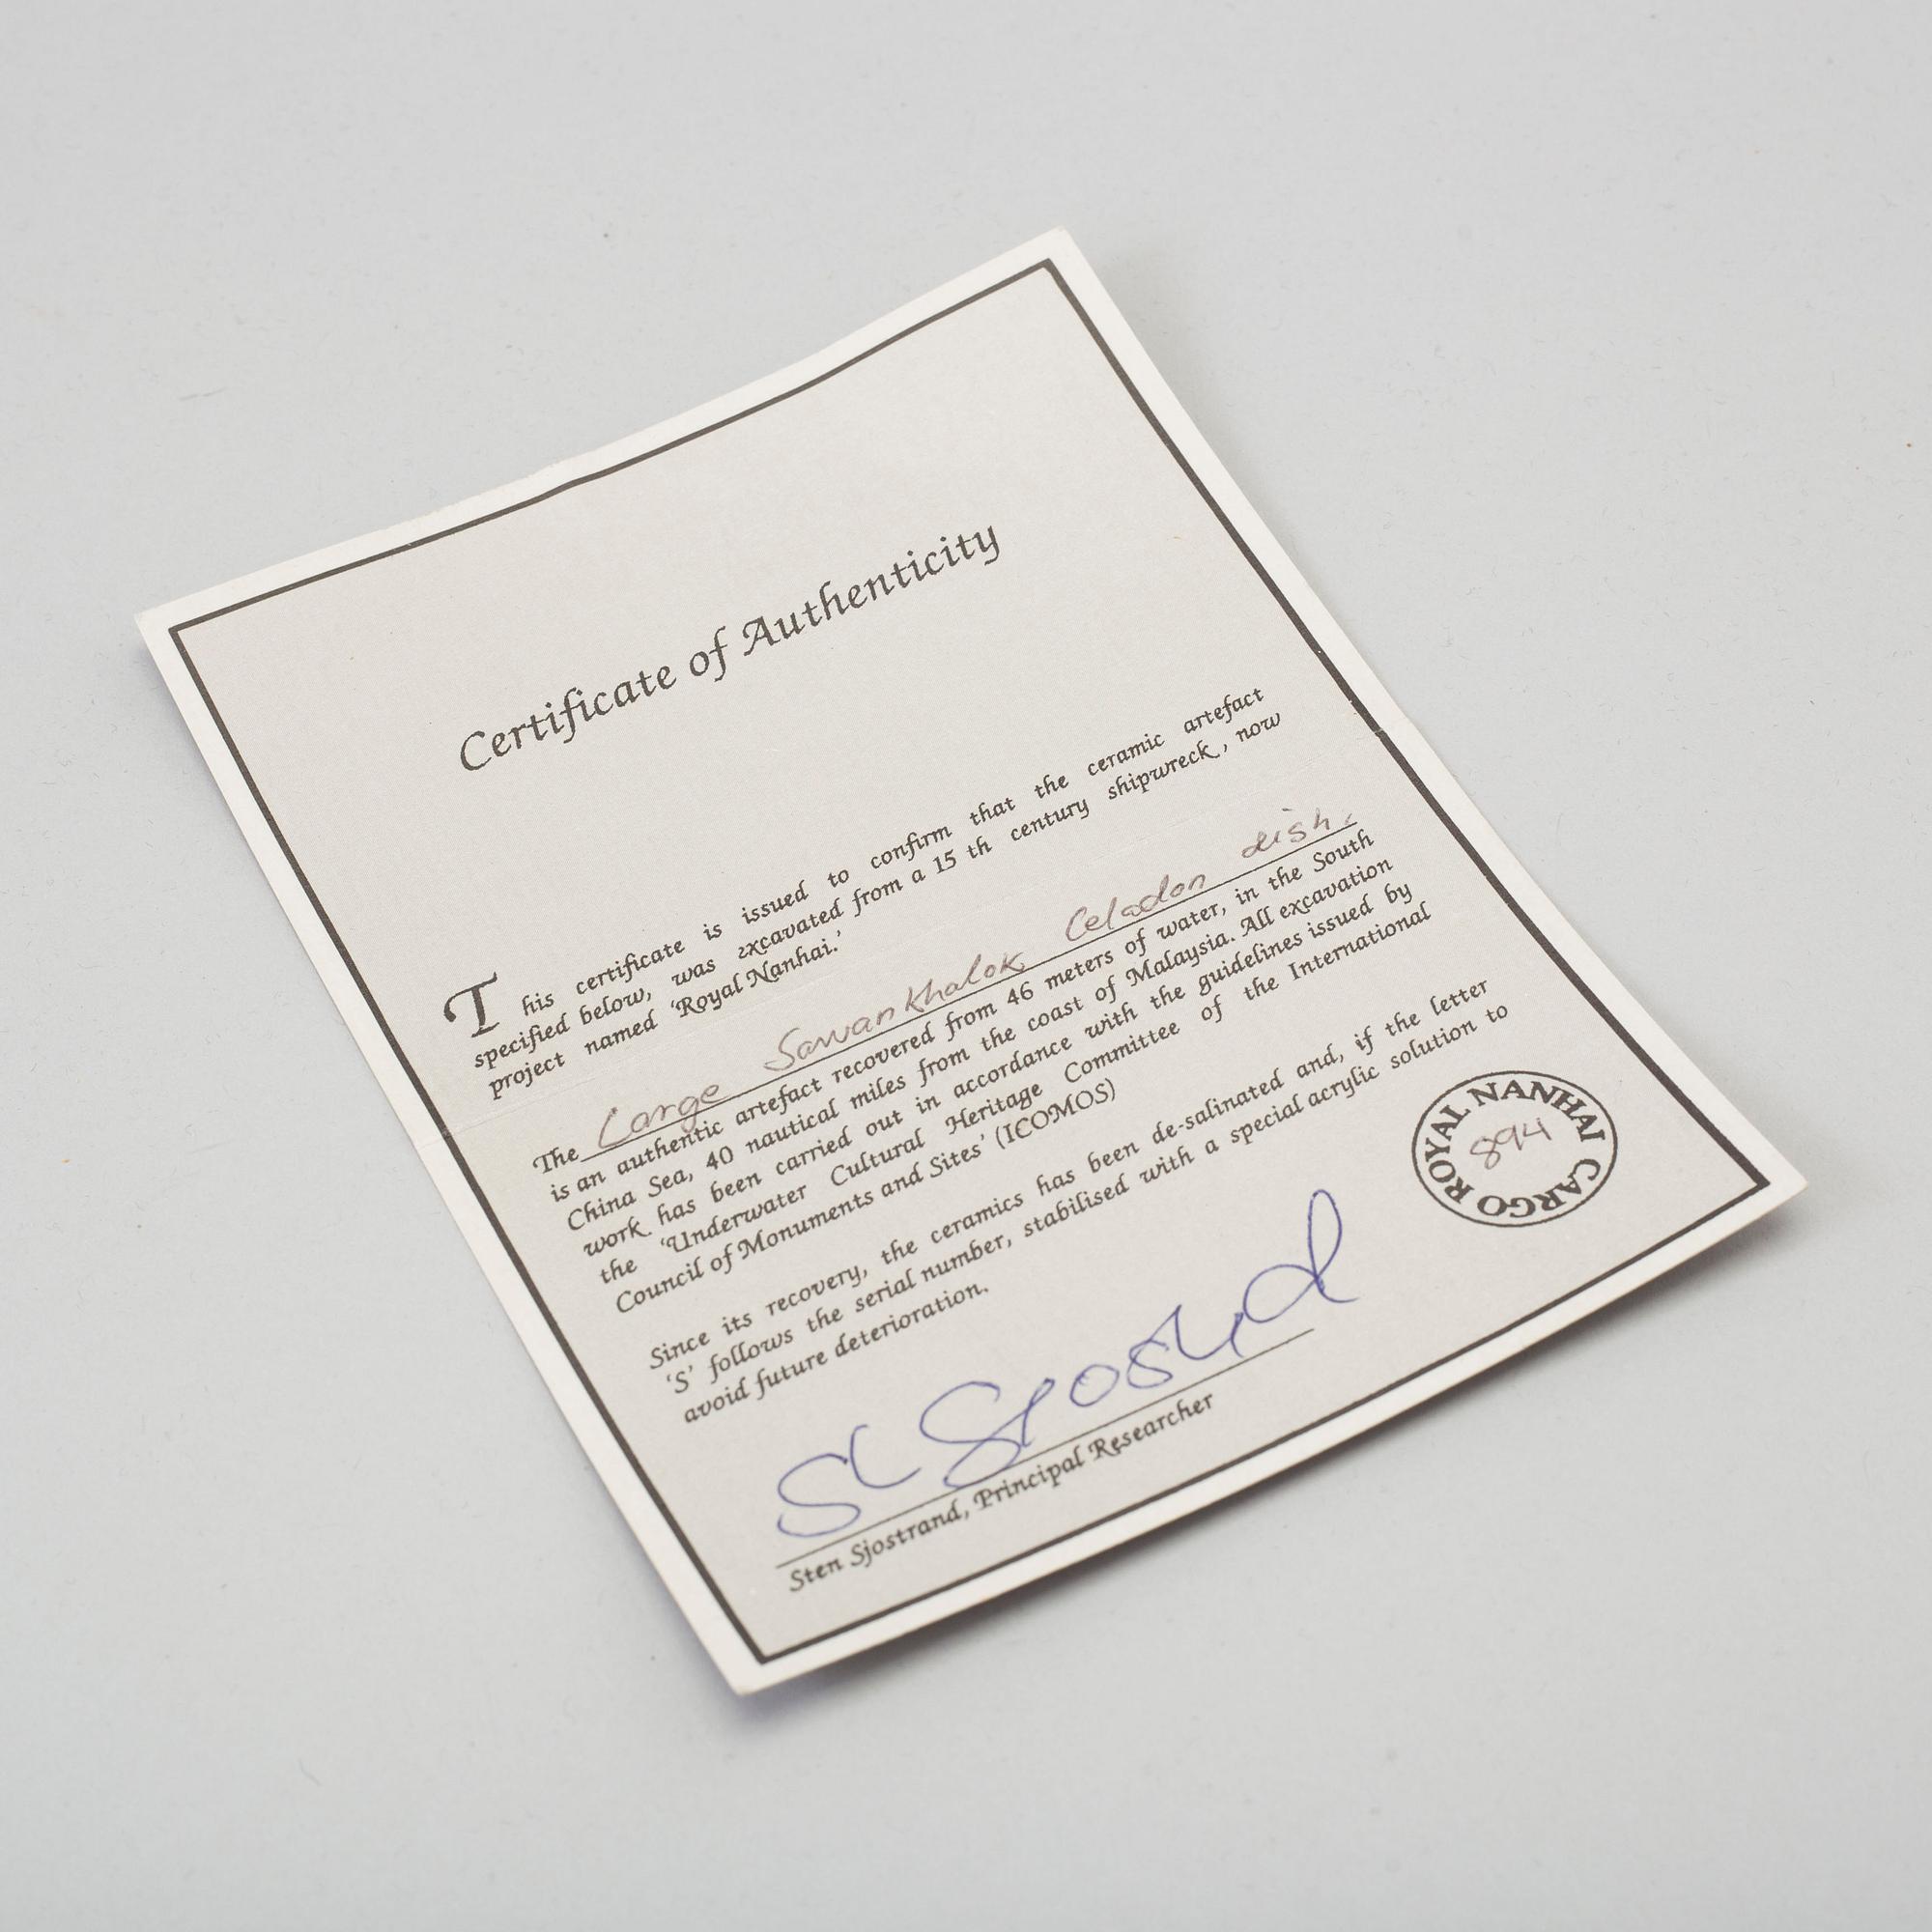 Certificate of Authenticity
This certificate is issued to confirm that the ceramic artefact
specified below, was excavated from a 15 th century shipwreck, now
project named 'Royal Nanhai.'
The Large Sawankhalok Celadon dish.
is an authentic artefact recovered from 46 meters of water, in the South
China Sea, 40 nautical miles from the coast of Malaysia. All excavation
work has been carried out in accordance with the guidelines issued by
the 'Underwater Cultural Heritage Committee of the International
Council of Monuments and Sites' (ICOMOS)
Since its recovery, the ceramics has been de-salinated and, if the letter
'S' follows the serial number, stabilised with a special acrylic solution to
avoid future deterioration.
ROYAL NANHAI CARGO
894
St Sjostrand
Sten Sjostrand, Principal Researcher